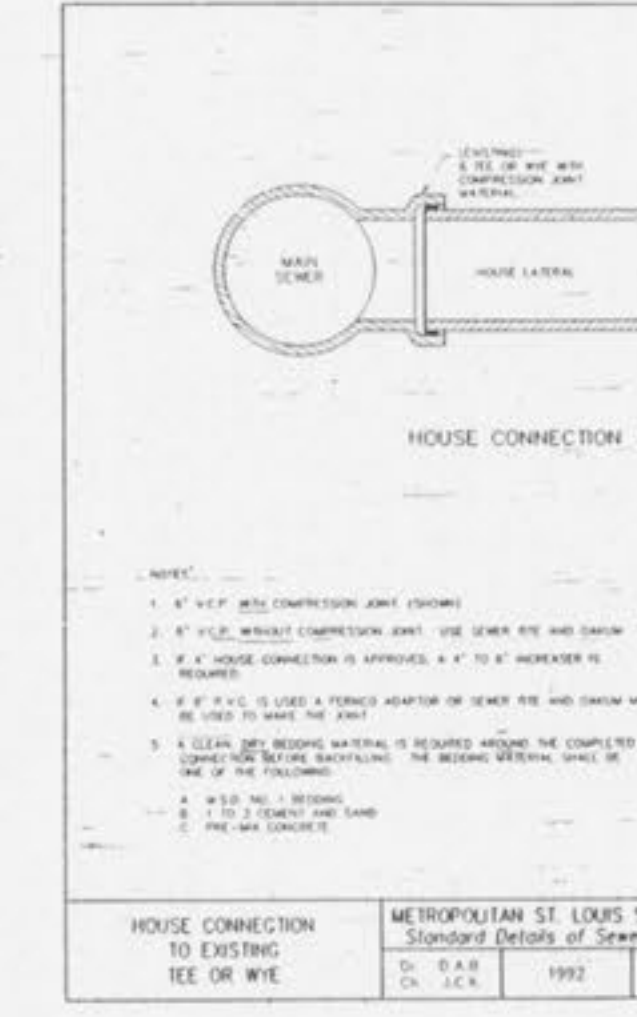 (EXISTING)
6" TEE OR WYE WITH
COMPRESSION JOINT
MATERIAL
MAIN
SEWER
HOUSE LATERAL
HOUSE CONNECTION
NOTES:
1. 6" V.C.P. WITH COMPRESSION JOINT (SHOWN)
2. 6" V.C.P. WITHOUT COMPRESSION JOINT USE SEWER RITE AND OAKUM
3. IF 4" HOUSE CONNECTION IS APPROVED, A 4" TO 6" INCREASER IS
REQUIRED.
4. IF 6" P.V.C. IS USED A FERNCO ADAPTOR OR SEWER RITE AND OAKUM
BE USED TO MAKE THE JOINT
5. A CLEAN, DRY BEDDING MATERIAL IS REQUIRED AROUND THE COMPLETED
CONNECTION BEFORE BACKFILLING. THE BEDDING MATERIAL SHALL BE
ONE OF THE FOLLOWING:
A. M.S.D. NO. 1 BEDDING
B. 1 TO 3 CEMENT AND SAND
C. PRE-MIX CONCRETE
HOUSE CONNECTION
TO EXISTING
TEE OR WYE
METROPOLITAN ST. LOUIS
Standard Details of
Dr. D.A.B.
Ch. J.C.K.
1992